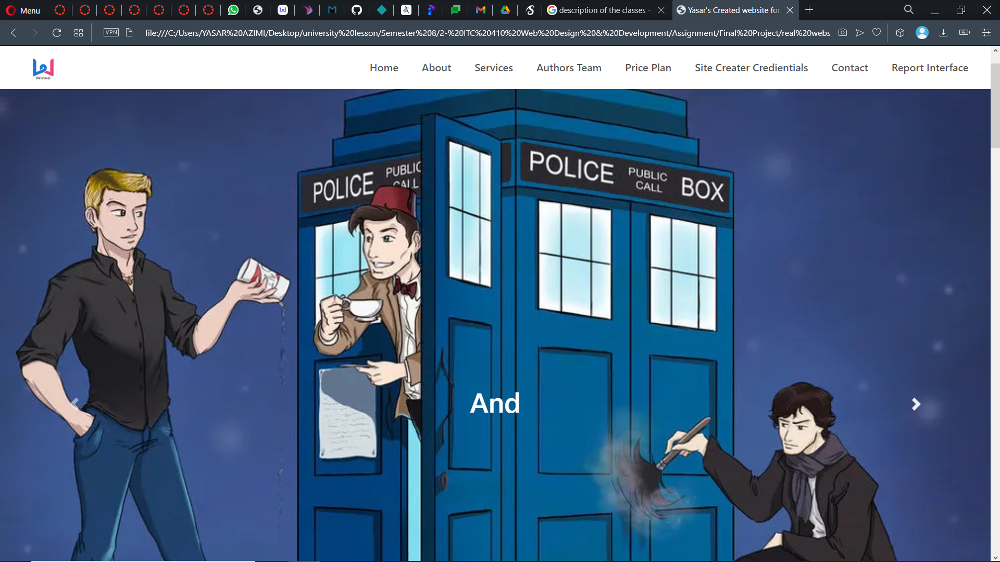 Menu
description of the classes -
Yasar's Created website for
VPN
file:///C:/Users/YASAR%20AZIMI/Desktop/university%20lesson/Semester%208/2-%20ITC%20410%20Web%20Design%20&%20Development/Assignment/Final%20Project/real%20webs
Webnovel
Home
About
Services
Authors Team
Price Plan
Site Creater Credientials
Contact
Report Interface
POLICE
PUBLIC
CALL
POLICE
PUBLIC
CALL
BOX
And